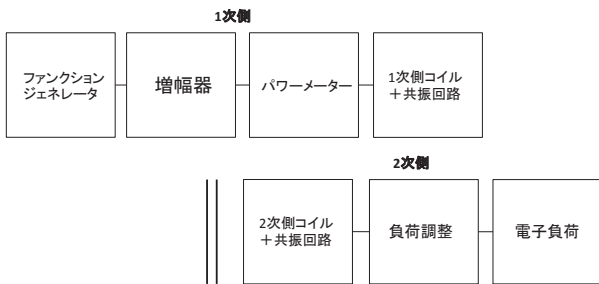 1次側
ファンクション
ジェネレータ
増幅器
パワーメーター
1次側コイル
＋共振回路
2次側
2次側コイル
＋共振回路
負荷調整
電子負荷